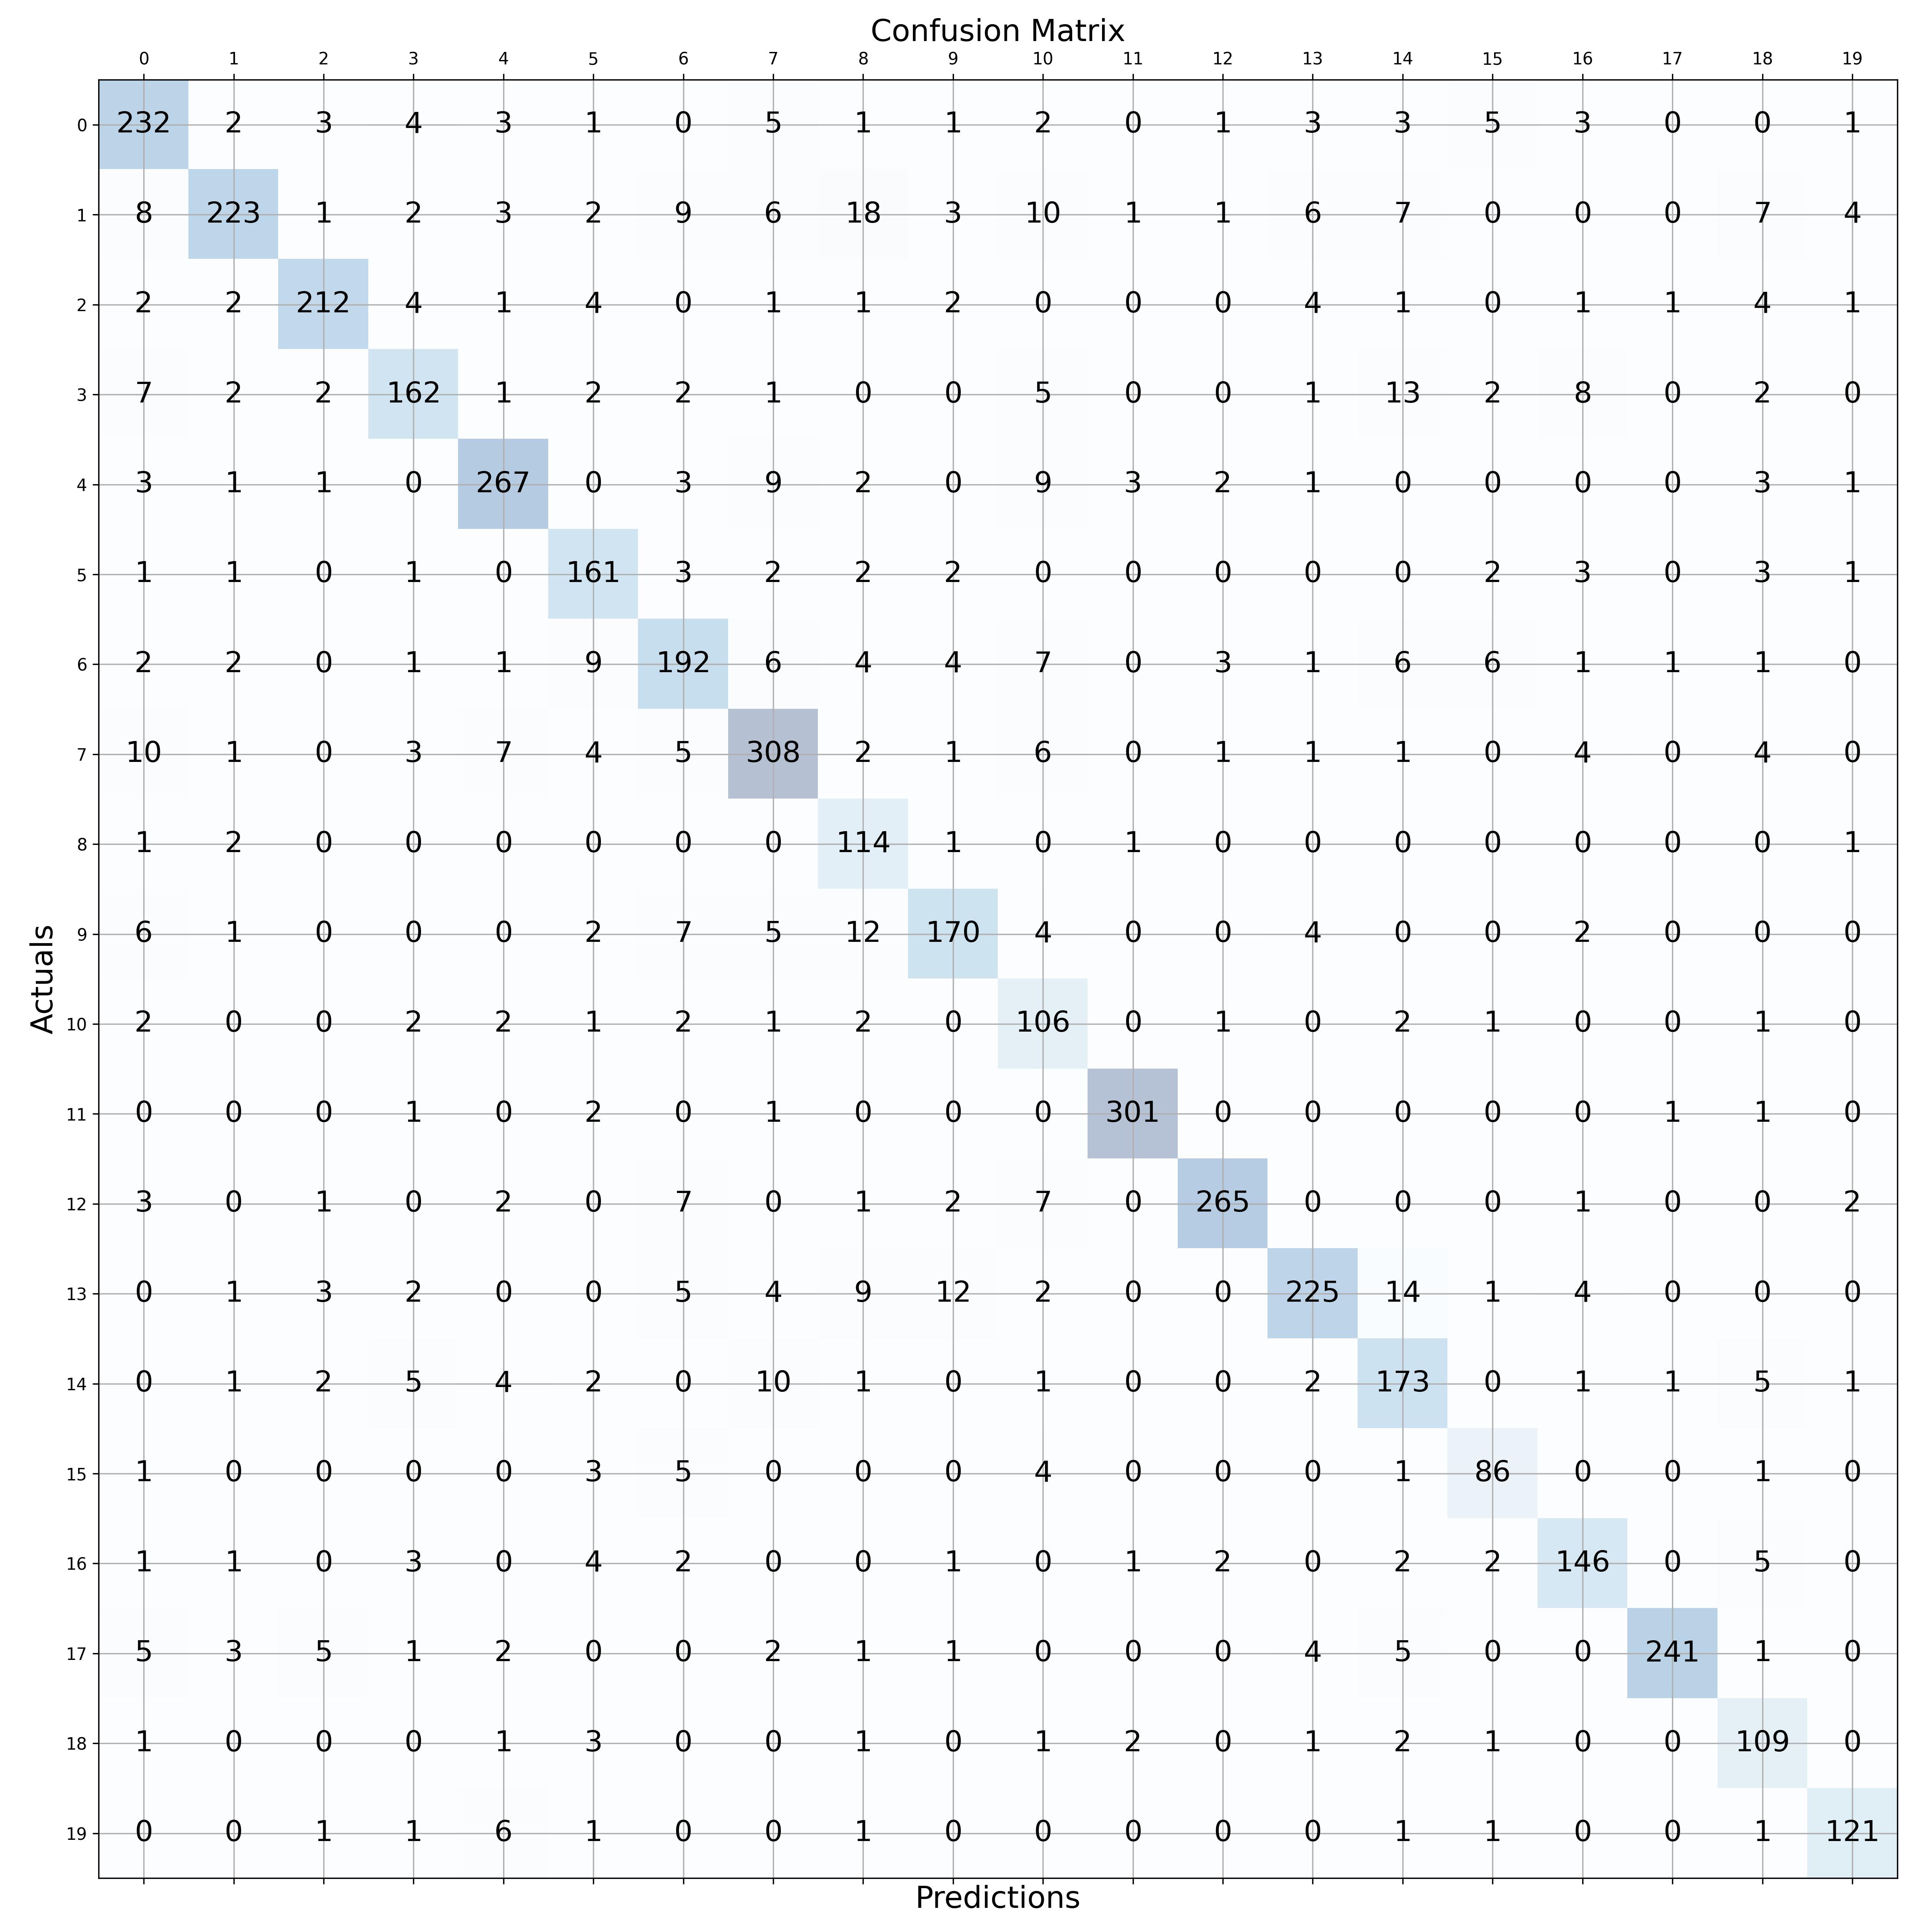 Confusion Matrix
0 1 2 3 4 5 6 7 8 9 10 11 12 13 14 15 16 17 18 19
0 232 2 3 4 3 1 0 5 1 1 2 0 1 3 3 5 3 0 0 1
1 8 223 1 2 3 2 9 6 18 3 10 1 1 6 7 0 0 0 7 4
2 2 2 212 4 1 4 0 1 1 2 0 0 0 4 1 0 1 1 4 1
3 7 2 2 162 1 2 2 1 0 0 5 0 0 1 13 2 8 0 2 0
4 3 1 1 0 267 0 3 9 2 0 9 3 2 1 0 0 0 0 3 1
5 1 1 0 1 0 161 3 2 2 2 0 0 0 0 0 2 3 0 3 1
6 2 2 0 1 1 9 192 6 4 4 7 0 3 1 6 6 1 1 1 0
7 10 1 0 3 7 4 5 308 2 1 6 0 1 1 1 0 4 0 4 0
8 1 2 0 0 0 0 0 0 114 1 0 1 0 0 0 0 0 0 0 1
9 6 1 0 0 0 2 7 5 12 170 4 0 0 4 0 0 2 0 0 0
Actuals
10 2 0 0 2 2 1 2 1 2 0 106 0 1 0 2 1 0 0 1 0
11 0 0 0 1 0 2 0 1 0 0 0 301 0 0 0 0 0 1 1 0
12 3 0 1 0 2 0 7 0 1 2 7 0 265 0 0 0 1 0 0 2
13 0 1 3 2 0 0 5 4 9 12 2 0 0 225 14 1 4 0 0 0
14 0 1 2 5 4 2 0 10 1 0 1 0 0 2 173 0 1 1 5 1
15 1 0 0 0 0 3 5 0 0 0 4 0 0 0 1 86 0 0 1 0
16 1 1 0 3 0 4 2 0 0 1 0 1 2 0 2 2 146 0 5 0
17 5 3 5 1 2 0 0 2 1 1 0 0 0 4 5 0 0 241 1 0
18 1 0 0 0 1 3 0 0 1 0 1 2 0 1 2 1 0 0 109 0
19 0 0 1 1 6 1 0 0 1 0 0 0 0 0 1 1 0 0 1 121
Predictions